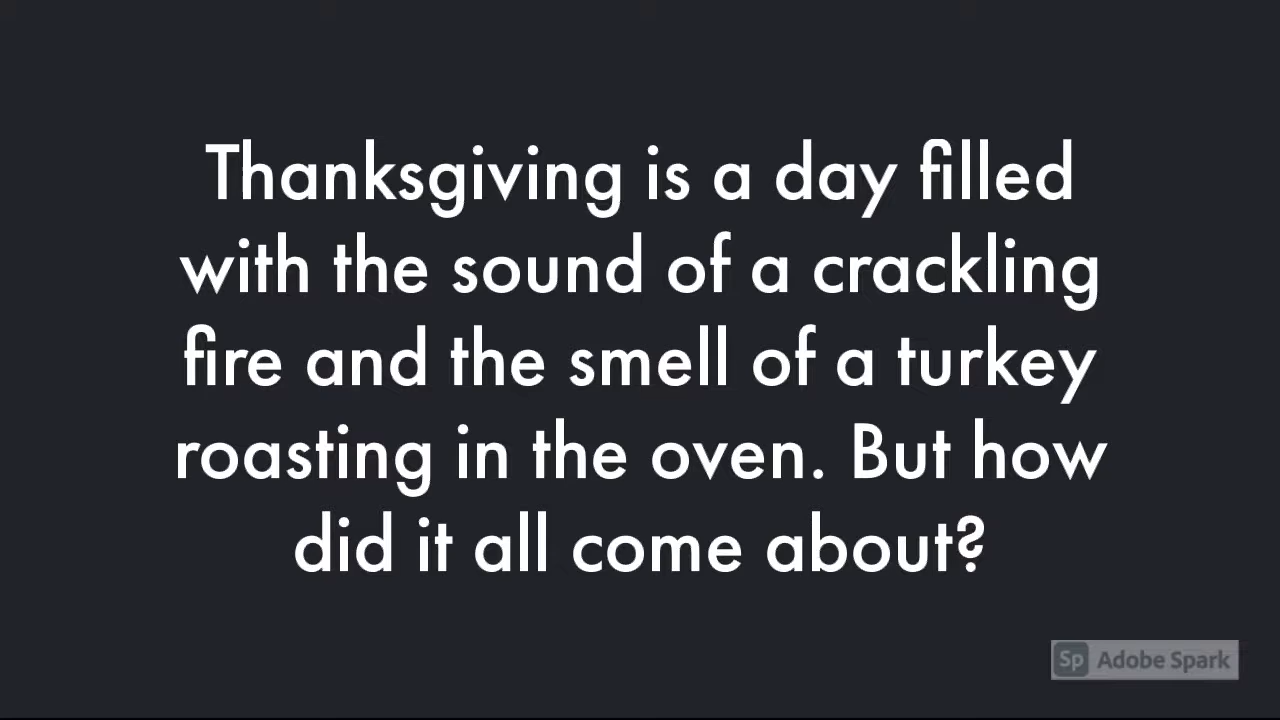 Thanksgiving is a day filled
with the sound of a crackling
fire and the smell of a turkey
roasting in the oven. But how
did it all come about?
Sp Adobe Spark